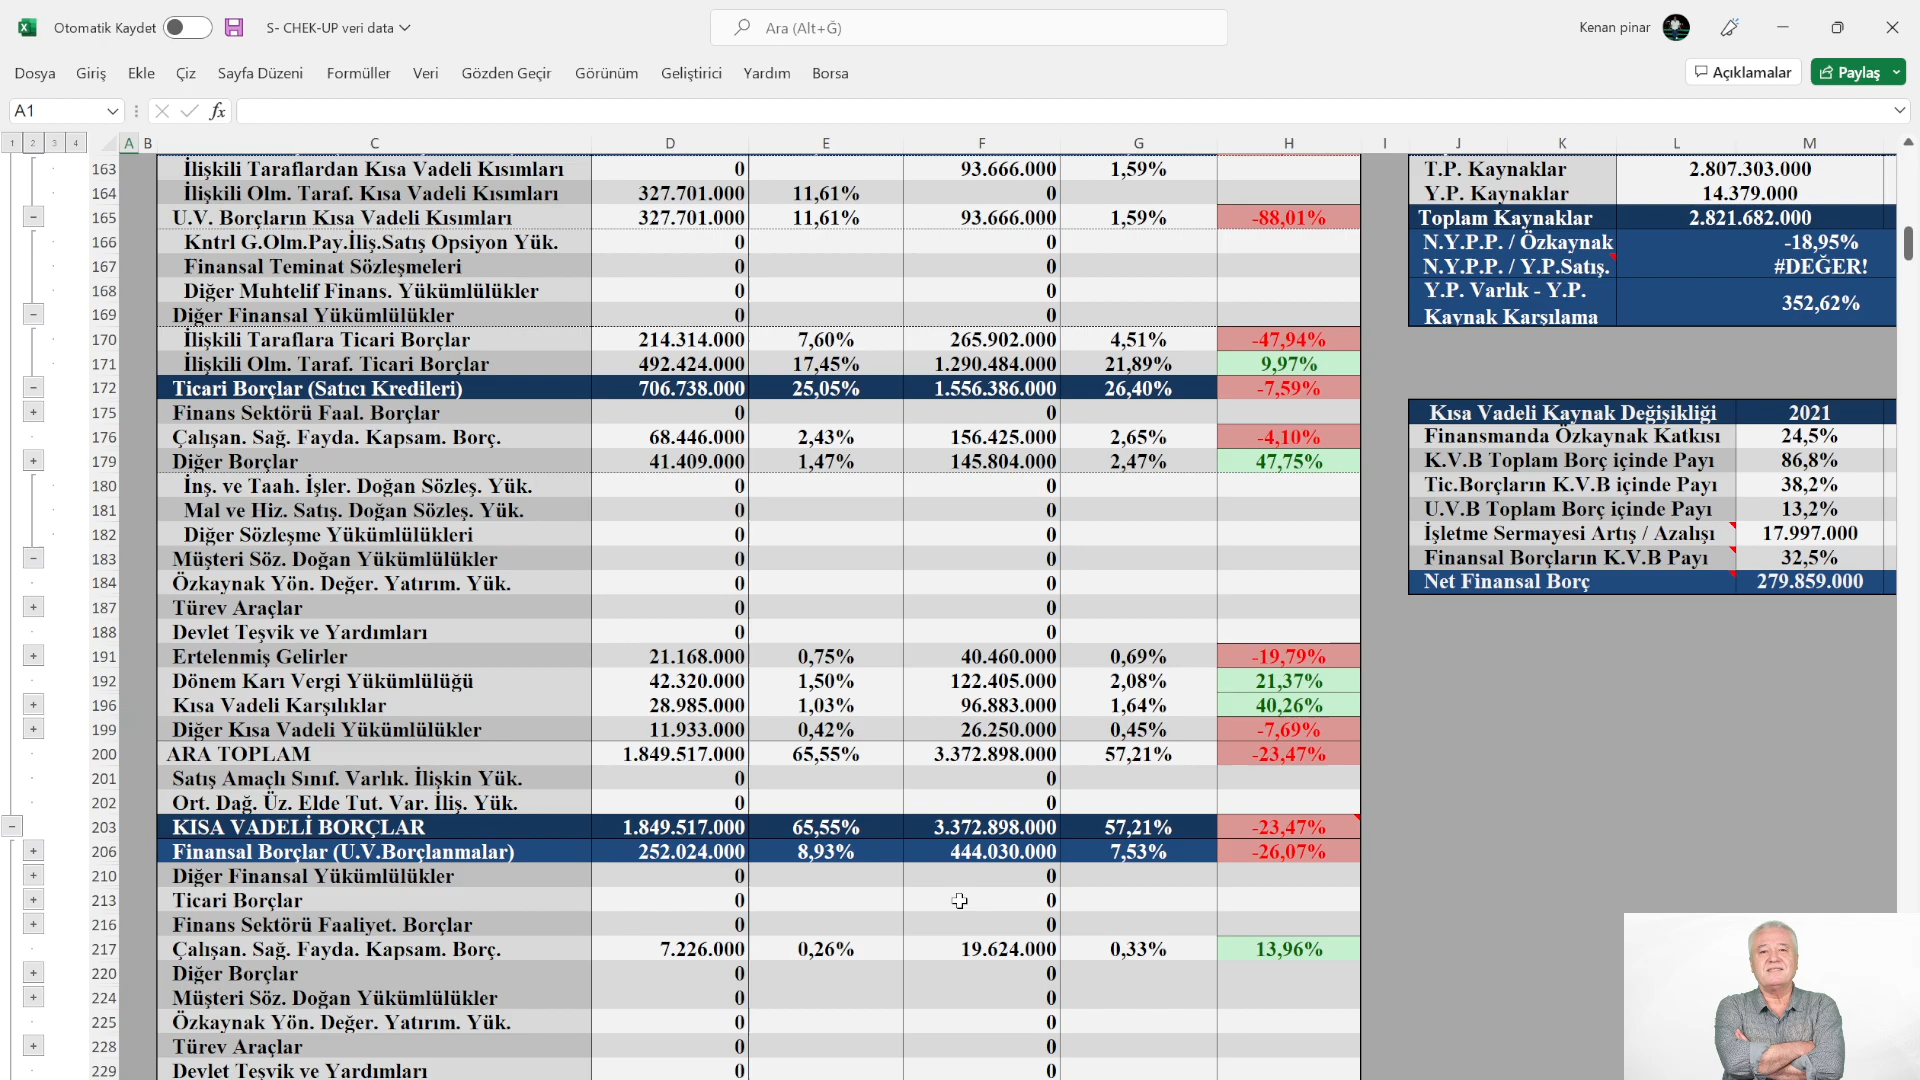 Otomatik Kaydet
S- CHEK-UP veri data
Ara (Alt+Ğ)
Kenan pinar
Dosya Giriş Ekle Çiz Sayfa Düzeni Formüller Veri Gözden Geçir Görünüm Geliştirici Yardım Borsa
Açıklamalar Paylaş
A1 fx
1 2 3 4 A B C D E F G H I J K L M
163 İlişkili Taraflardan Kısa Vadeli Kısımları 0 93.666.000 1,59%
164 İlişkili Olm. Taraf. Kısa Vadeli Kısımları 327.701.000 11,61% 0
165 U.V. Borçların Kısa Vadeli Kısımları 327.701.000 11,61% 93.666.000 1,59% -88,01%
166 Kntrl G.Olm.Pay.İliş.Satış Opsiyon Yük. 0 0
167 Finansal Teminat Sözleşmeleri 0 0
168 Diğer Muhtelif Finans. Yükümlülükler 0 0
169 Diğer Finansal Yükümlülükler 0 0
170 İlişkili Taraflara Ticari Borçlar 214.314.000 7,60% 265.902.000 4,51% -47,94%
171 İlişkili Olm. Taraf. Ticari Borçlar 492.424.000 17,45% 1.290.484.000 21,89% 9,97%
172 Ticari Borçlar (Satıcı Kredileri) 706.738.000 25,05% 1.556.386.000 26,40% -7,59%
175 Finans Sektörü Faal. Borçlar 0 0
176 Çalışan. Sağ. Fayda. Kapsam. Borç. 68.446.000 2,43% 156.425.000 2,65% -4,10%
179 Diğer Borçlar 41.409.000 1,47% 145.804.000 2,47% 47,75%
180 İnş. ve Taah. İşler. Doğan Sözleş. Yük. 0 0
181 Mal ve Hiz. Satış. Doğan Sözleş. Yük. 0 0
182 Diğer Sözleşme Yükümlülükleri 0 0
183 Müşteri Söz. Doğan Yükümlülükler 0 0
184 Özkaynak Yön. Değer. Yatırım. Yük. 0 0
187 Türev Araçlar 0 0
188 Devlet Teşvik ve Yardımları 0 0
191 Ertelenmiş Gelirler 21.168.000 0,75% 40.460.000 0,69% -19,79%
192 Dönem Karı Vergi Yükümlülüğü 42.320.000 1,50% 122.405.000 2,08% 21,37%
196 Kısa Vadeli Karşılıklar 28.985.000 1,03% 96.883.000 1,64% 40,26%
199 Diğer Kısa Vadeli Yükümlülükler 11.933.000 0,42% 26.250.000 0,45% -7,69%
200 ARA TOPLAM 1.849.517.000 65,55% 3.372.898.000 57,21% -23,47%
201 Satış Amaçlı Sınıf. Varlık. İlişkin Yük. 0 0
202 Ort. Dağ. Üz. Elde Tut. Var. İliş. Yük. 0 0
203 KISA VADELİ BORÇLAR 1.849.517.000 65,55% 3.372.898.000 57,21% -23,47%
206 Finansal Borçlar (U.V.Borçlanmalar) 252.024.000 8,93% 444.030.000 7,53% -26,07%
210 Diğer Finansal Yükümlülükler 0 0
213 Ticari Borçlar 0 0
216 Finans Sektörü Faaliyet. Borçlar 0 0
217 Çalışan. Sağ. Fayda. Kapsam. Borç. 7.226.000 0,26% 19.624.000 0,33% 13,96%
220 Diğer Borçlar 0 0
224 Müşteri Söz. Doğan Yükümlülükler 0 0
225 Özkaynak Yön. Değer. Yatırım. Yük. 0 0
228 Türev Araçlar 0 0
229 Devlet Teşvik ve Yardımları 0 0
T.P. Kaynaklar 2.807.303.000
Y.P. Kaynaklar 14.379.000
Toplam Kaynaklar 2.821.682.000
N.Y.P.P. / Özkaynak -18,95%
N.Y.P.P. / Y.P.Satış. #DEĞER!
Y.P. Varlık - Y.P.
Kaynak Karşılama 352,62%
Kısa Vadeli Kaynak Değişikliği 2021
Finansmanda Özkaynak Katkısı 24,5%
K.V.B Toplam Borç içinde Payı 86,8%
Tic.Borçların K.V.B içinde Payı 38,2%
U.V.B Toplam Borç içinde Payı 13,2%
İşletme Sermayesi Artış / Azalışı 17.997.000
Finansal Borçların K.V.B Payı 32,5%
Net Finansal Borç 279.859.000